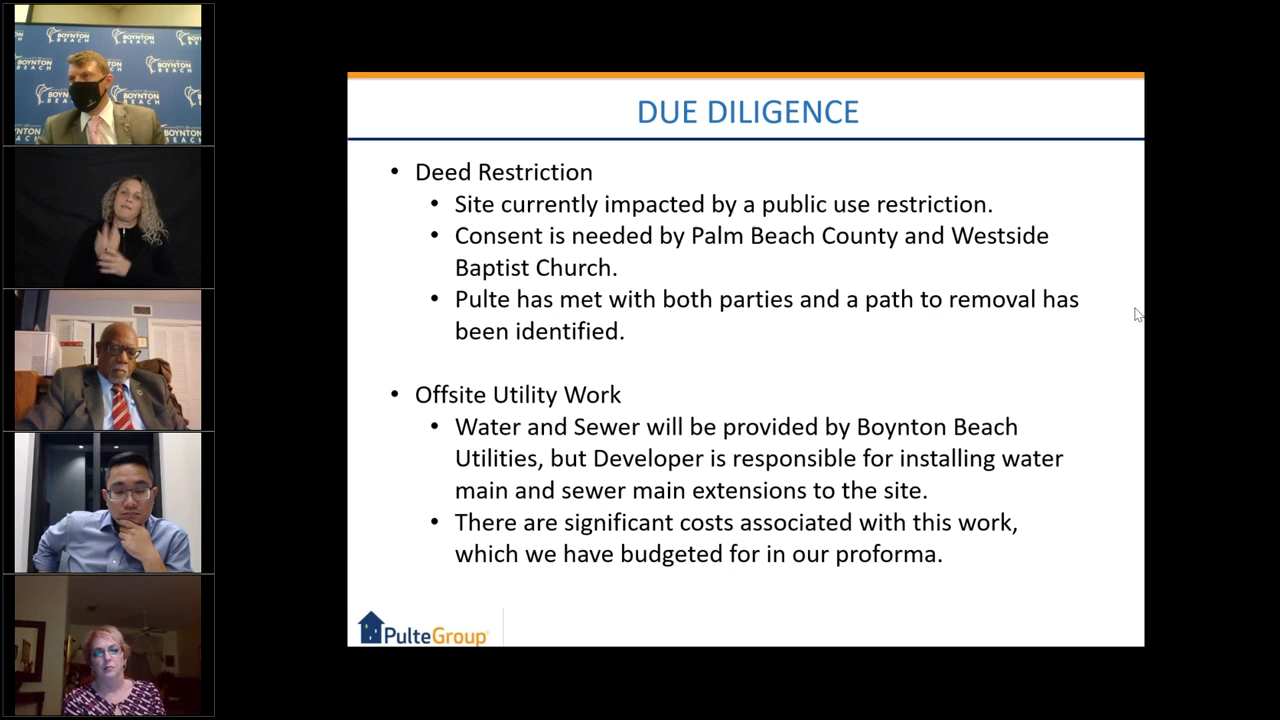 BOYNTON
BEACH
BOYNTON
BEACH
DUE DILIGENCE
• Deed Restriction
• Site currently impacted by a public use restriction.
• Consent is needed by Palm Beach County and Westside
Baptist Church.
• Pulte has met with both parties and a path to removal has
been identified.
• Offsite Utility Work
• Water and Sewer will be provided by Boynton Beach
Utilities, but Developer is responsible for installing water
main and sewer main extensions to the site.
• There are significant costs associated with this work,
which we have budgeted for in our proforma.
PulteGroup